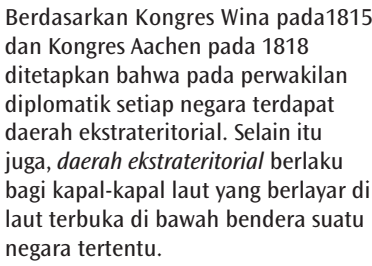 Berdasarkan Kongres Wina pada1815
dan Kongres Aachen pada 1818
ditetapkan bahwa pada perwakilan
diplomatik setiap negara terdapat
daerah ekstrateritorial. Selain itu
juga, daerah ekstrateritorial berlaku
bagi kapal-kapal laut yang berlayar di
laut terbuka di bawah bendera suatu
negara tertentu.